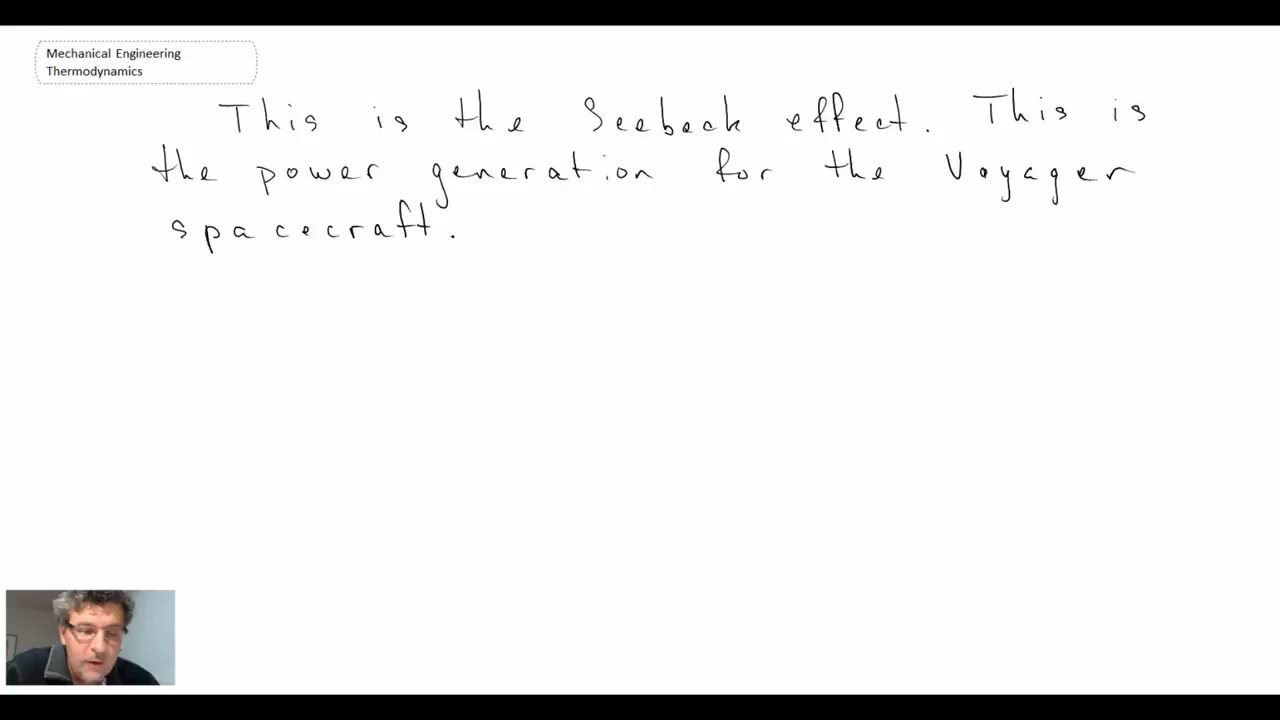 Mechanical Engineering
Thermodynamics
This is the Seebeck effect. This is
the power generation for the Voyager
spacecraft.